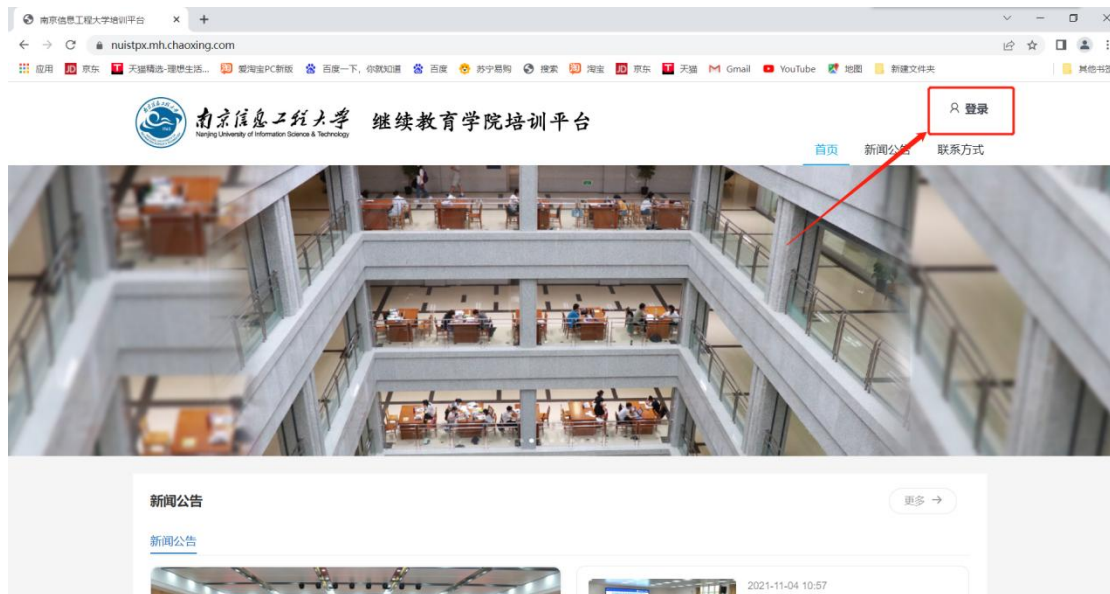 南京信息工程大学培训平台
nuistpx.mh.chaoxing.com
应用 JD 京东 T 天猫精选-理想生活... 爱淘宝PC新版 百度一下，你就知道 百度 苏宁易购 搜索 淘宝 JD 京东 T 天猫 Gmail YouTube 地图 新建文件夹 其他书签
登录
南京信息工程大学 继续教育学院培训平台
Nanjing University of Information Science & Technology
首页 新闻公告 联系方式
新闻公告 更多 →
新闻公告
2021-11-04 10:57